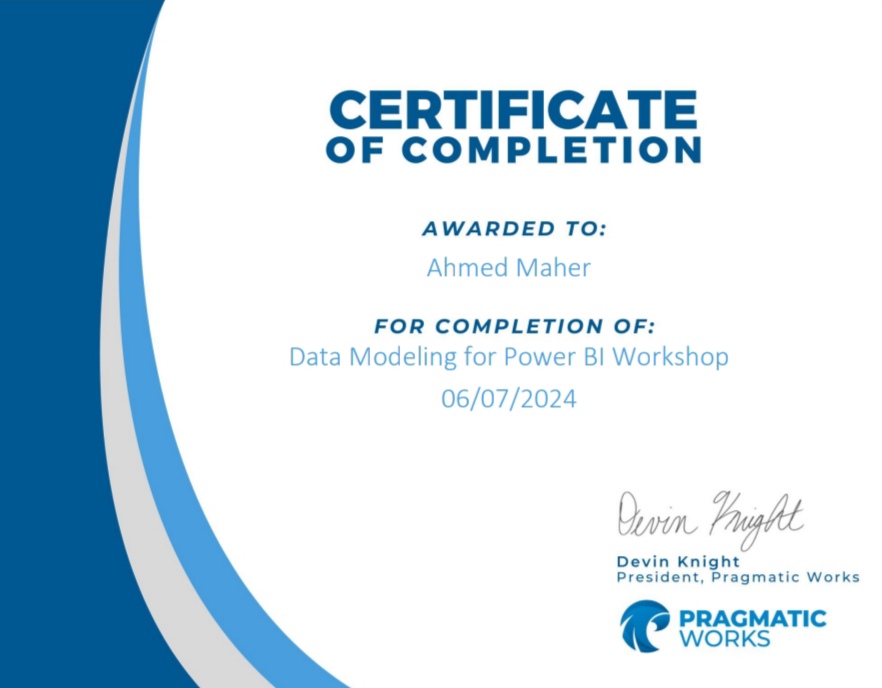 CERTIFICATE
OF COMPLETION
AWARDED TO:
Ahmed Maher
FOR COMPLETION OF:
Data Modeling for Power BI Workshop
06/07/2024
Devin Knight
Devin Knight
President, Pragmatic Works
PRAGMATIC
WORKS